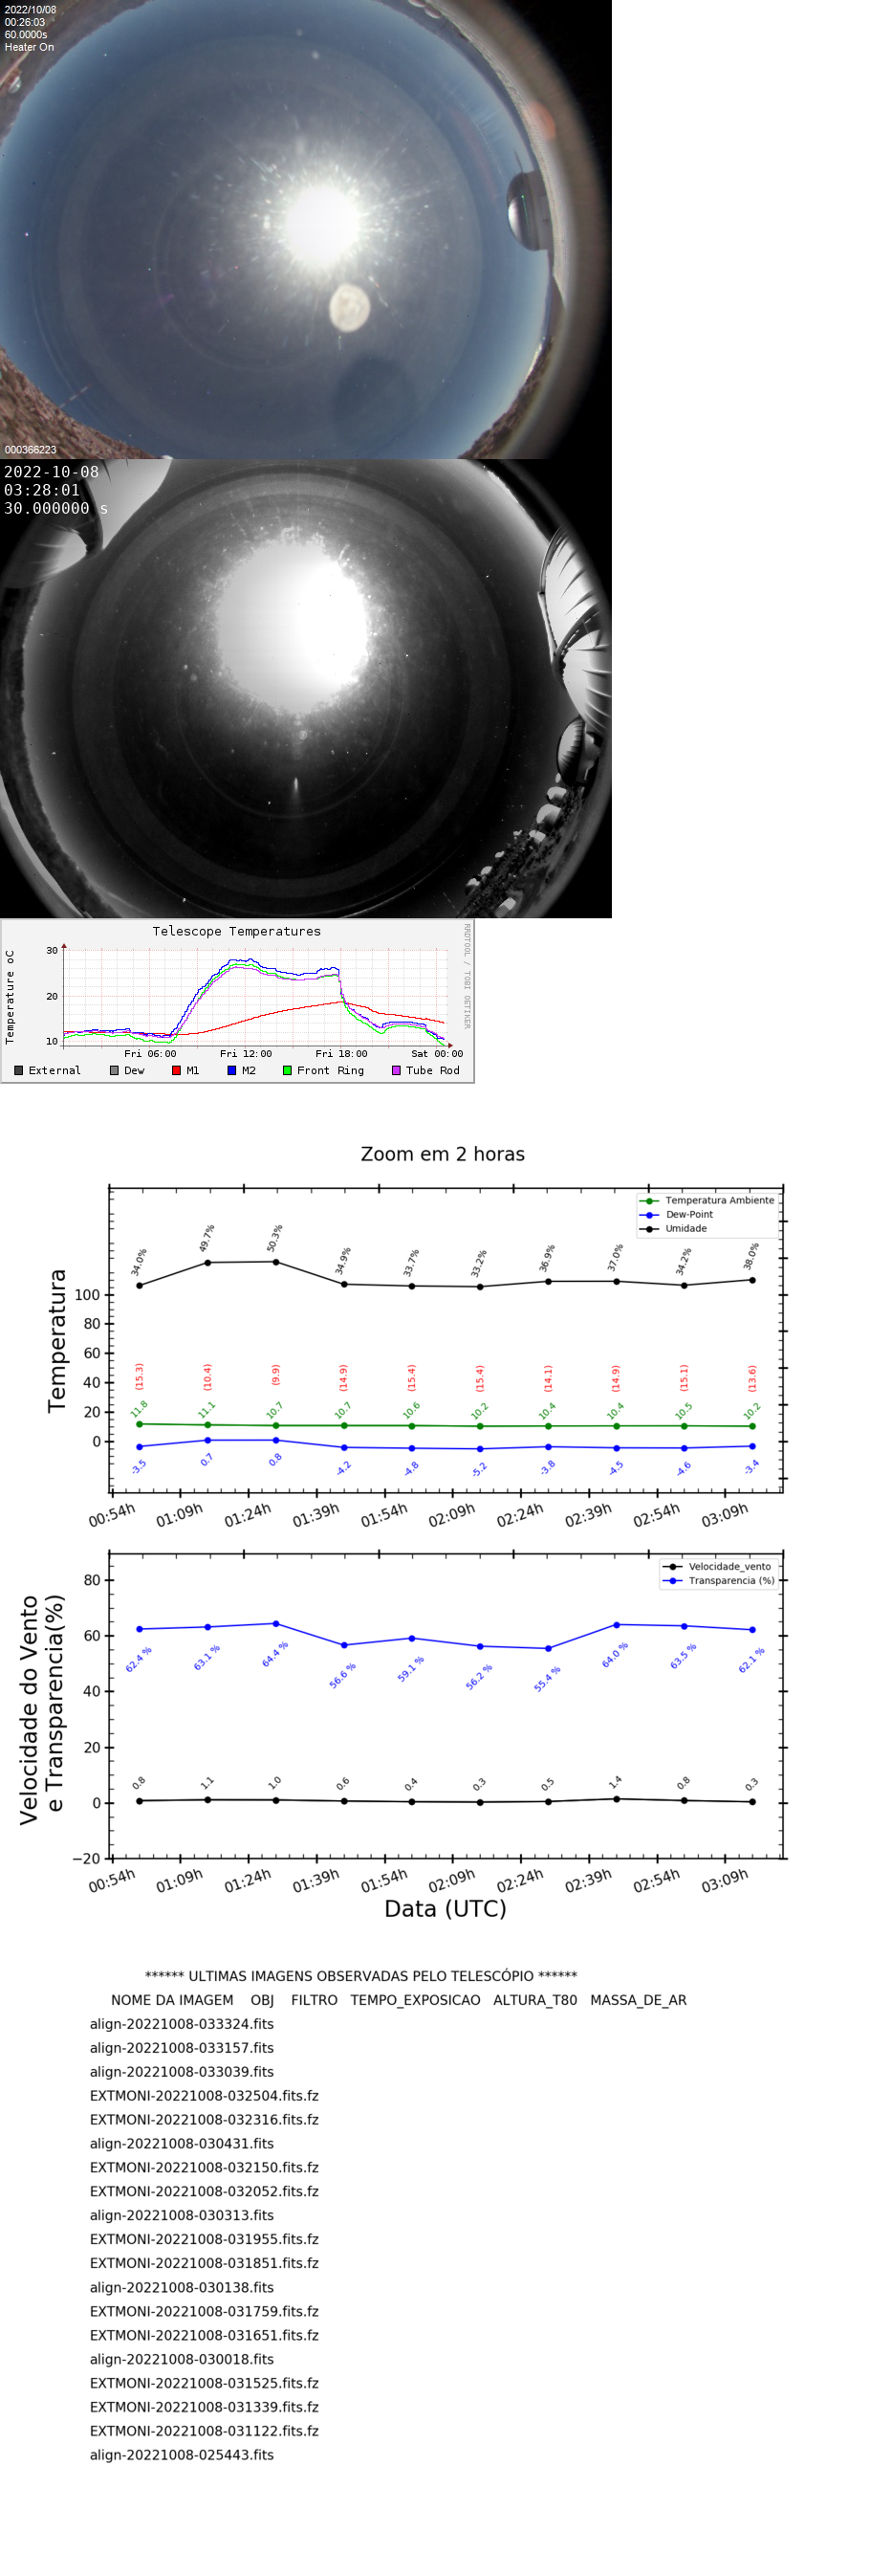 2022/10/08
00:26:03
60.0000s
Heater On
000366223
2022-10-08
03:28:01
30.000000 s
Telescope Temperatures
RRDTOOL / TOBI OETIKER
Temperature oC
30
20
10
Fri 06:00 Fri 12:00 Fri 18:00 Sat 00:00
External Dew M1 M2 Front Ring Tube Rod
Zoom em 2 horas
Temperatura Ambiente
Dew-Point
Umidade
Temperatura
34.0% 49.7% 50.3% 34.9% 33.7% 33.2% 36.9% 37.0% 34.2% 38.0%
100
80
60
40
20
0
(15.3) (10.4) (9.9) (14.9) (15.4) (15.4) (14.1) (14.9) (15.1) (13.6)
11.8 11.1 10.7 10.7 10.6 10.2 10.4 10.4 10.5 10.2
-3.5 0.7 0.8 -4.2 -4.8 -5.2 -3.8 -4.5 -4.6 -3.4
00:54h 01:09h 01:24h 01:39h 01:54h 02:09h 02:24h 02:39h 02:54h 03:09h
Velocidade_vento
Transparencia (%)
Velocidade do Vento
e Transparencia(%)
80
60
40
20
0
−20
62.4 % 63.1 % 64.4 % 56.6 % 59.1 % 56.2 % 55.4 % 64.0 % 63.5 % 62.1 %
0.8 1.1 1.0 0.6 0.4 0.3 0.5 1.4 0.8 0.3
00:54h 01:09h 01:24h 01:39h 01:54h 02:09h 02:24h 02:39h 02:54h 03:09h
Data (UTC)
****** ULTIMAS IMAGENS OBSERVADAS PELO TELESCÓPIO ******
NOME DA IMAGEM OBJ FILTRO TEMPO_EXPOSICAO ALTURA_T80 MASSA_DE_AR
align-20221008-033324.fits
align-20221008-033157.fits
align-20221008-033039.fits
EXTMONI-20221008-032504.fits.fz
EXTMONI-20221008-032316.fits.fz
align-20221008-030431.fits
EXTMONI-20221008-032150.fits.fz
EXTMONI-20221008-032052.fits.fz
align-20221008-030313.fits
EXTMONI-20221008-031955.fits.fz
EXTMONI-20221008-031851.fits.fz
align-20221008-030138.fits
EXTMONI-20221008-031759.fits.fz
EXTMONI-20221008-031651.fits.fz
align-20221008-030018.fits
EXTMONI-20221008-031525.fits.fz
EXTMONI-20221008-031339.fits.fz
EXTMONI-20221008-031122.fits.fz
align-20221008-025443.fits